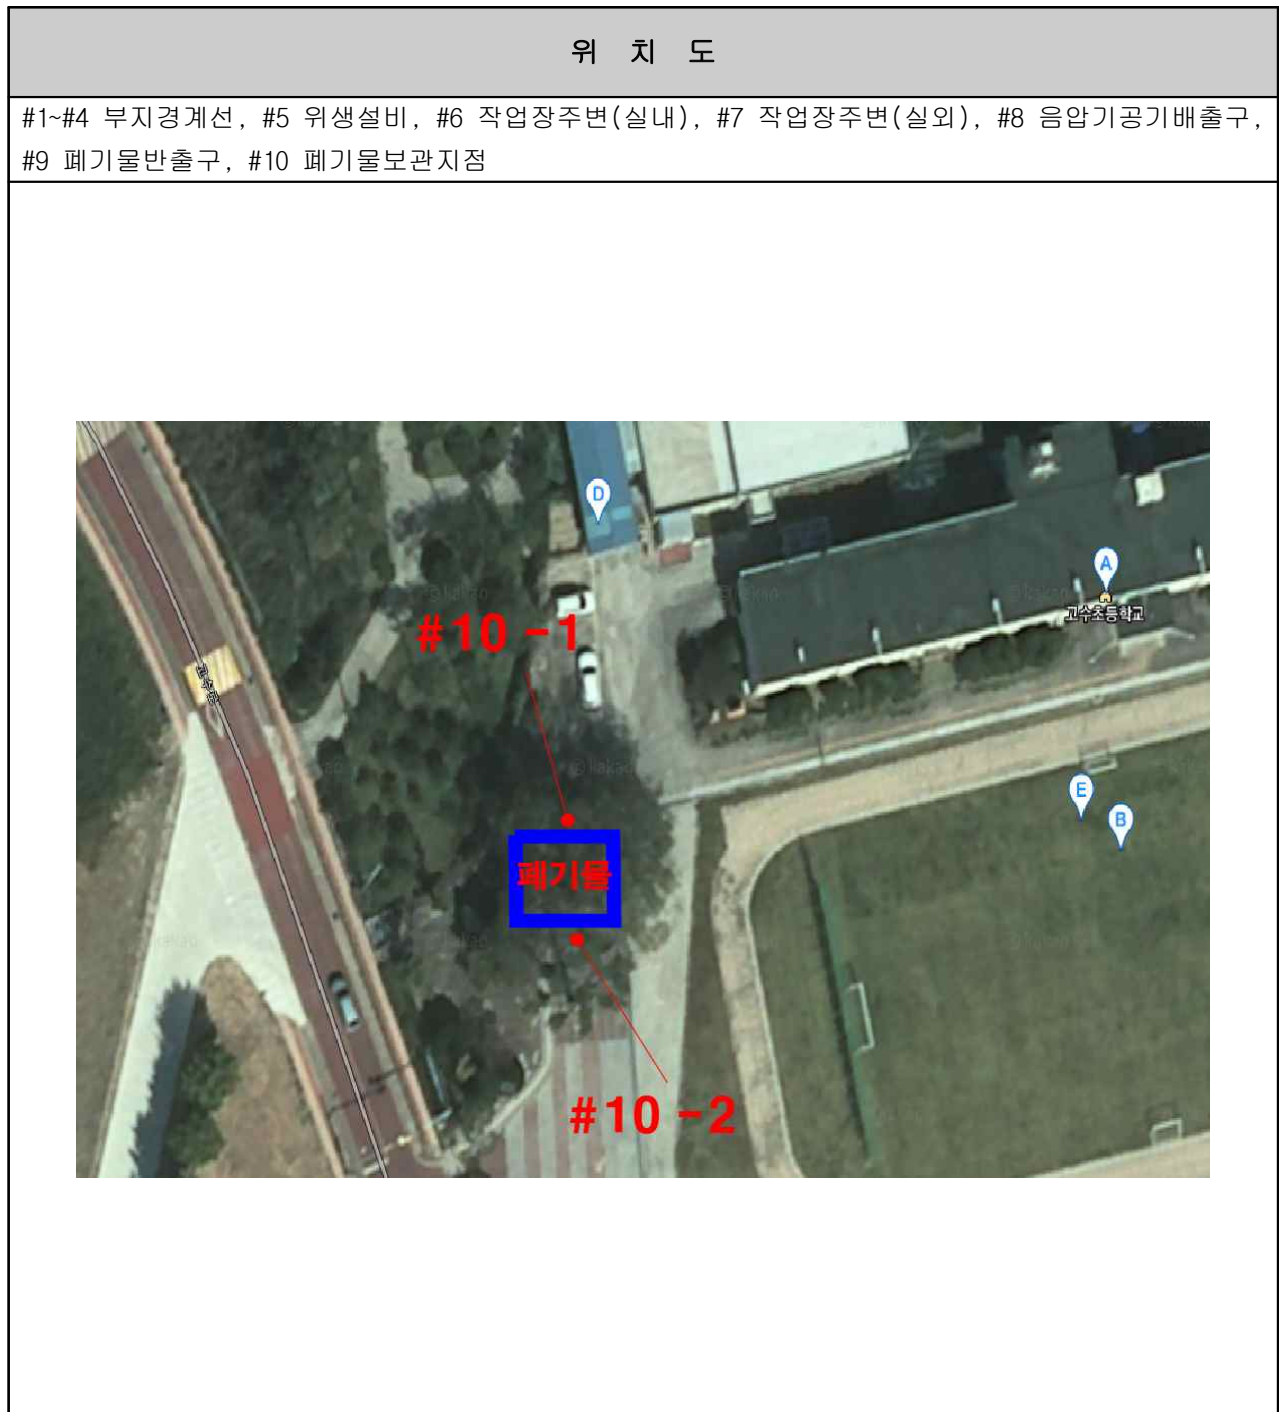 위 치 도
#1~#4 부지경계선, #5 위생설비, #6 작업장주변(실내), #7 작업장주변(실외), #8 음압기공기배출구,
#9 폐기물반출구, #10 폐기물보관지점
D
A
고수초등학교
#10 -1
E
B
폐기물
#10 -2